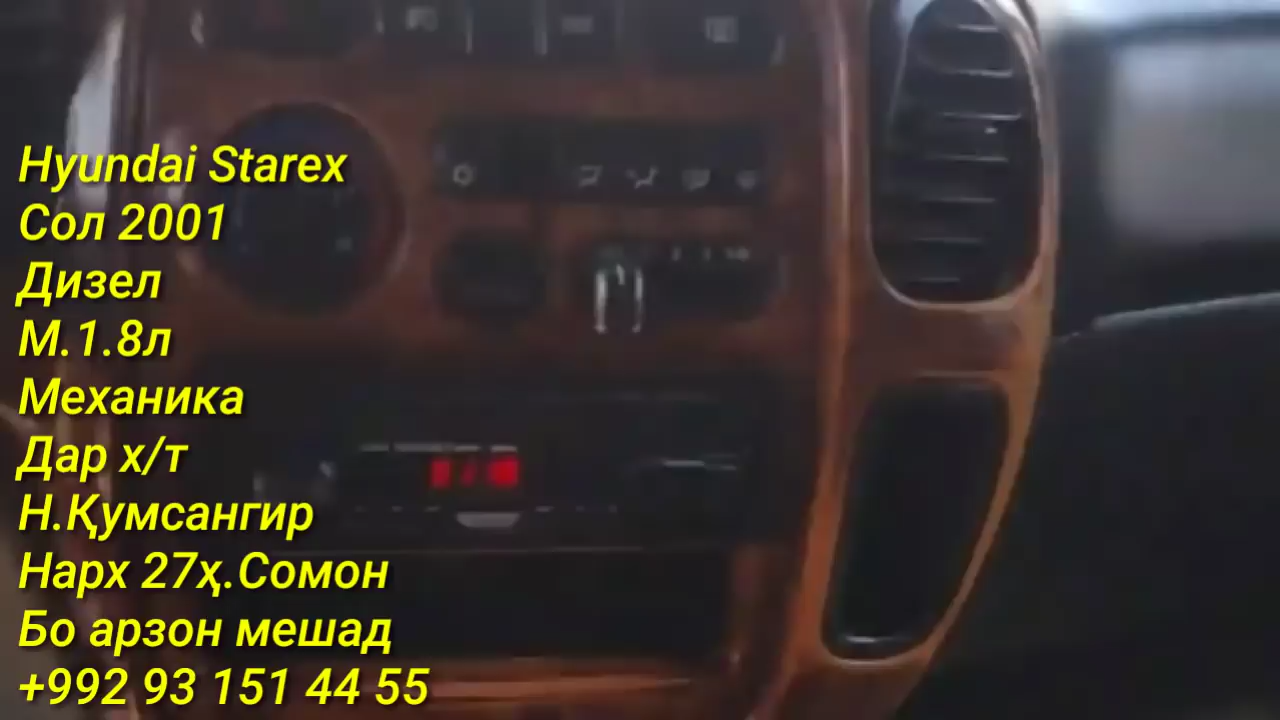 Hyundai Starex
Сол 2001
Дизел
М.1.8л
Механика
Дар х/т
Н.Қумсангир
Нарх 27ҳ.Сомон
Бо арзон мешад
+992 93 151 44 55